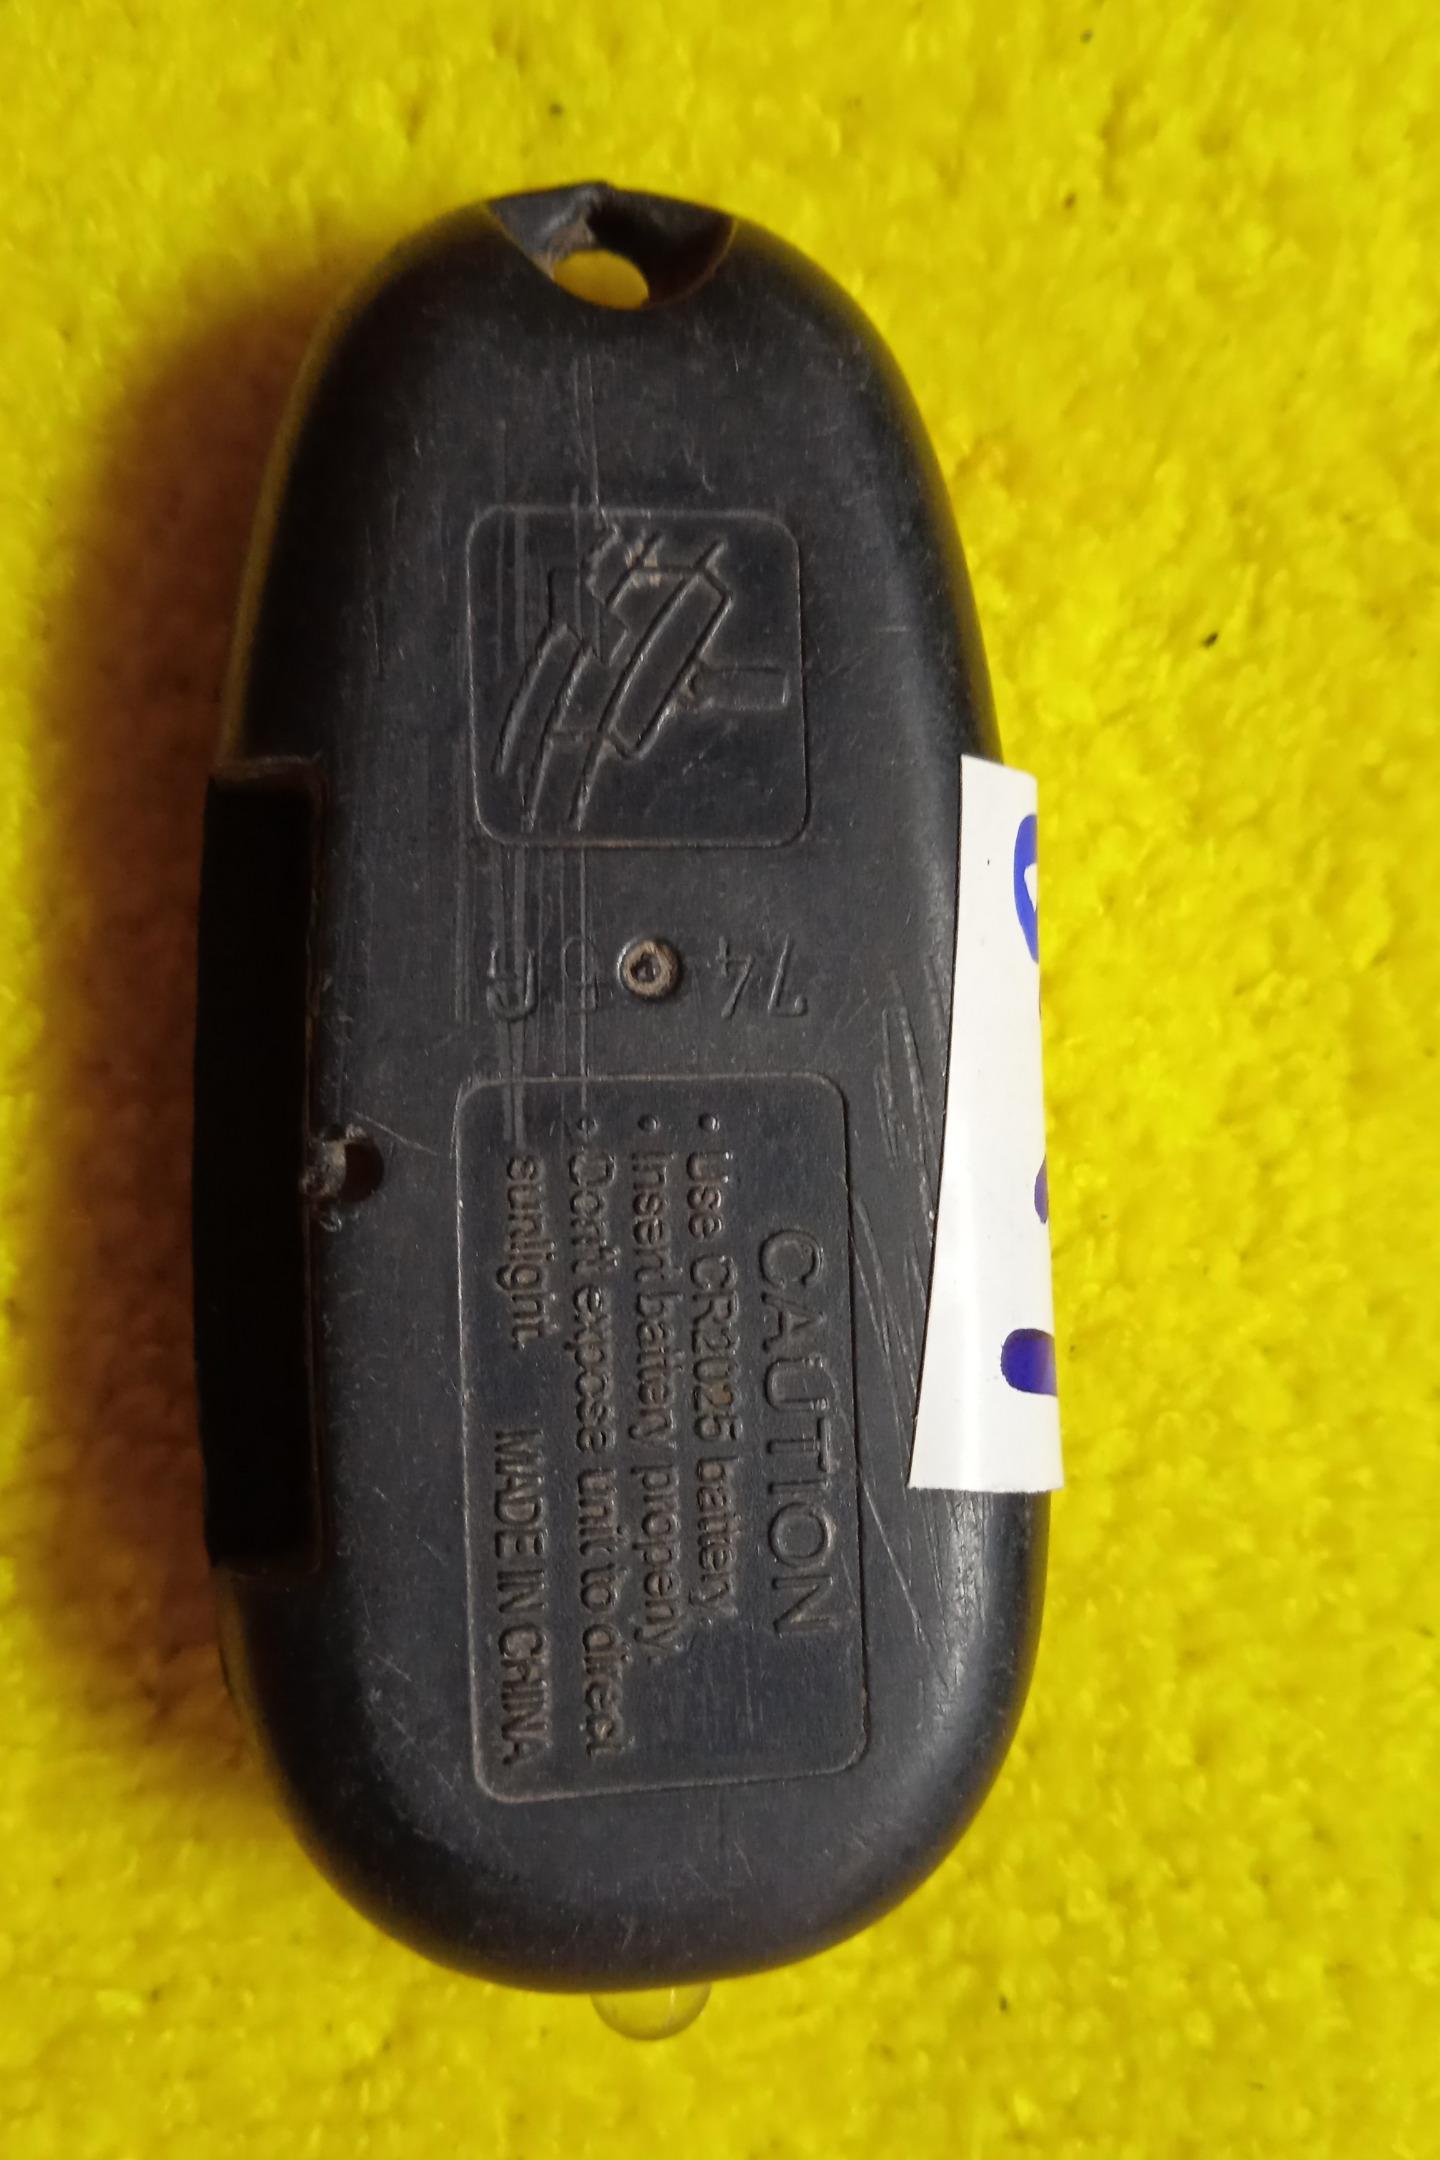 74
CAUTION
• Use CR2025 battery.
• Insert battery properly.
• Don't expose unit to direct
sunlight.
MADE IN CHINA